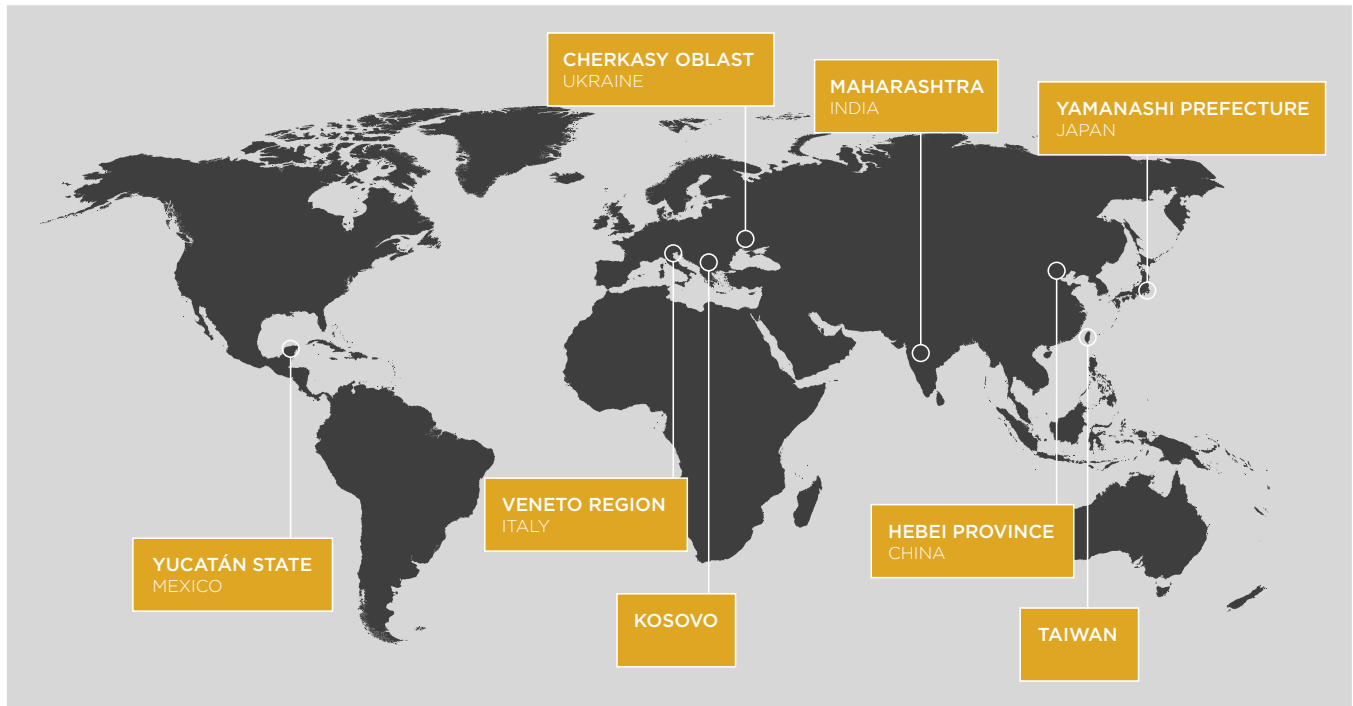 CHERKASY OBLAST
UKRAINE
MAHARASHTRA
INDIA
YAMANASHI PREFECTURE
JAPAN
VENETO REGION
ITALY
HEBEI PROVINCE
CHINA
YUCATÁN STATE
MEXICO
KOSOVO
TAIWAN